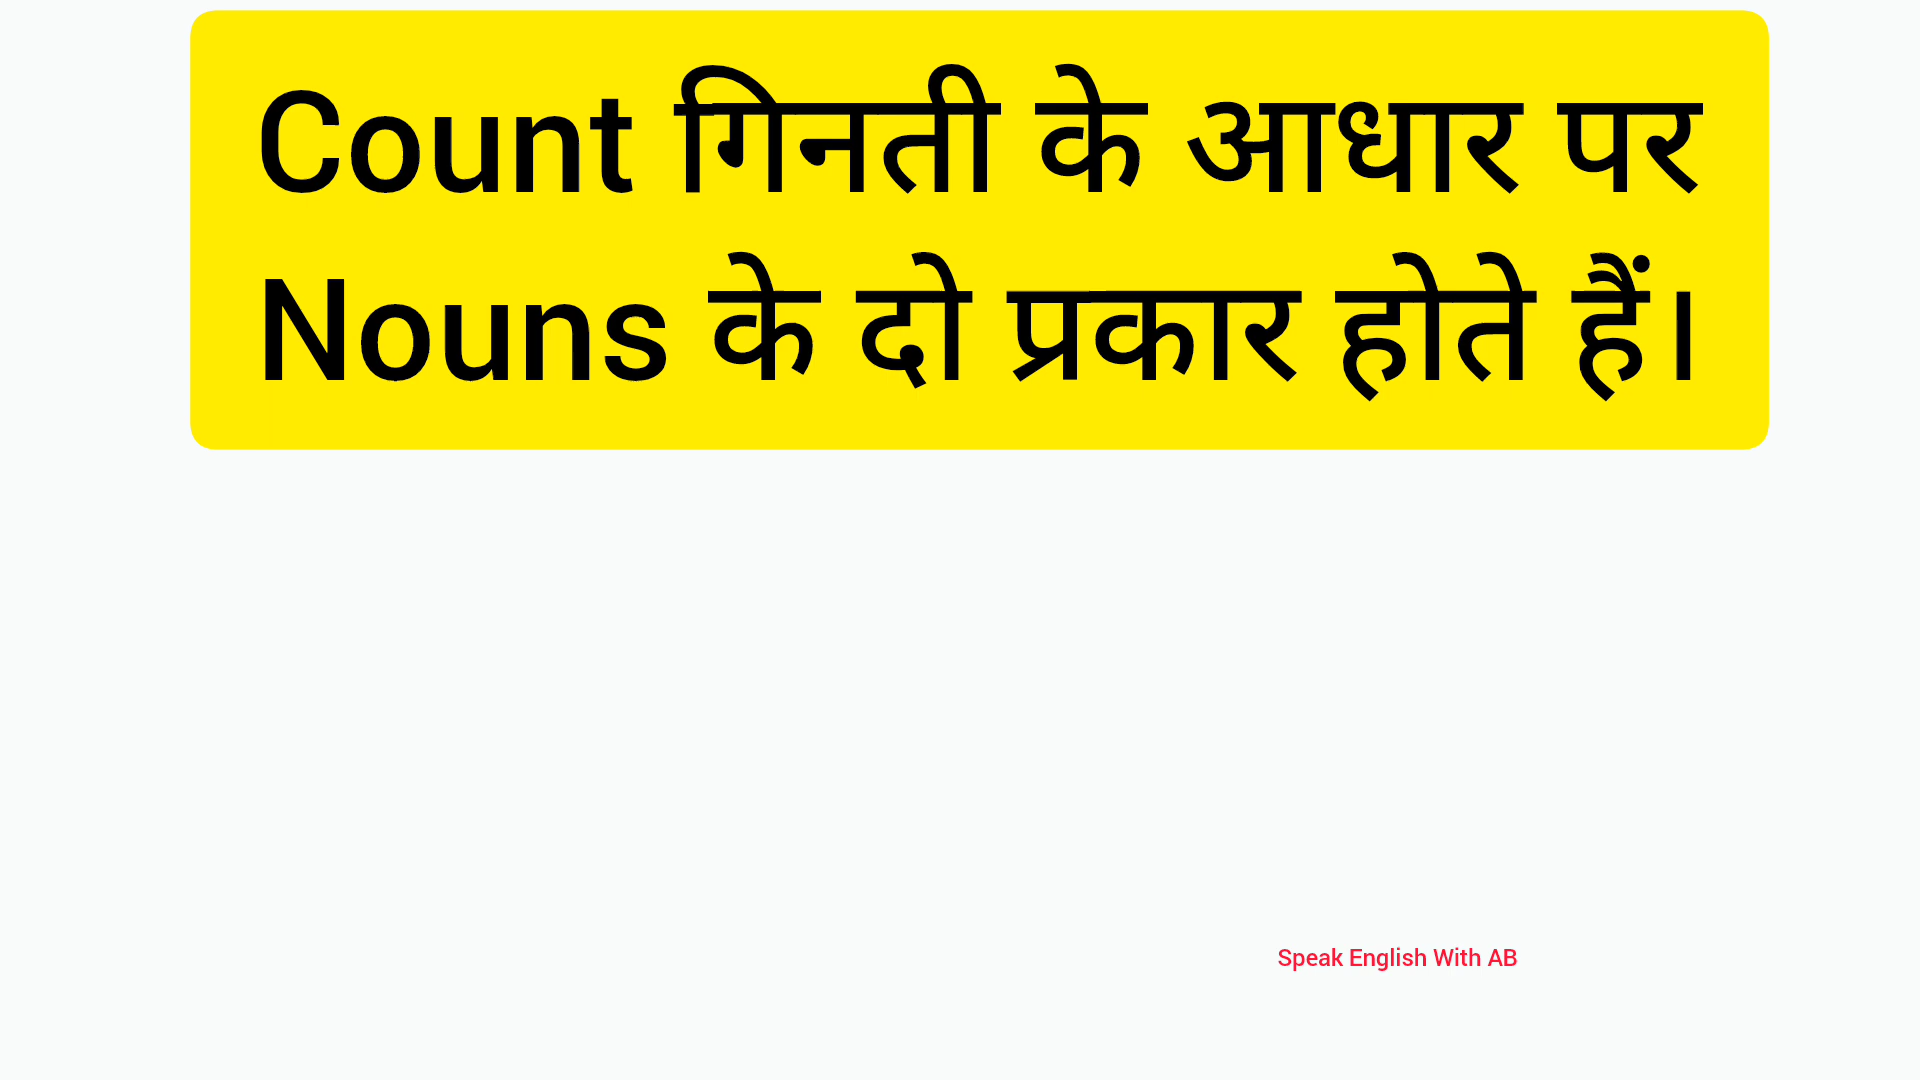 Count गिनती के आधार पर
Nouns के दो प्रकार होते हैं।
Speak English With AB